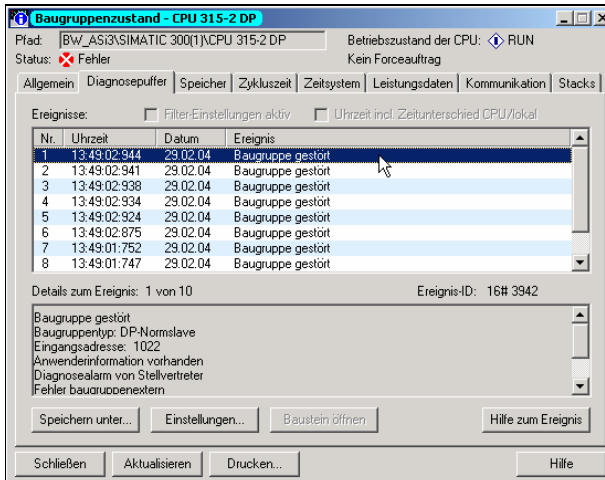 Baugruppenzustand - CPU 315-2 DP
Pfad: BW_ASi3\SIMATIC 300(1)\CPU 315-2 DP Betriebszustand der CPU: RUN
Status: Fehler Kein Forceauftrag
Allgemein Diagnosepuffer Speicher Zykluszeit Zeitsystem Leistungsdaten Kommunikation Stacks
Ereignisse: Filter-Einstellungen aktiv Uhrzeit incl. Zeitunterschied CPU/lokal
Nr. Uhrzeit Datum Ereignis
1 13:49:02:944 29.02.04 Baugruppe gestört
2 13:49:02:941 29.02.04 Baugruppe gestört
3 13:49:02:938 29.02.04 Baugruppe gestört
4 13:49:02:934 29.02.04 Baugruppe gestört
5 13:49:02:924 29.02.04 Baugruppe gestört
6 13:49:02:875 29.02.04 Baugruppe gestört
7 13:49:01:752 29.02.04 Baugruppe gestört
8 13:49:01:747 29.02.04 Baugruppe gestört
Details zum Ereignis: 1 von 10 Ereignis-ID: 16# 3942
Baugruppe gestört
Baugruppentyp: DP-Normslave
Eingangsadresse: 1022
Anwenderinformation vorhanden
Diagnosealarm von Stellvertreter
Fehler baugruppenextern
Speichern unter... Einstellungen... Baustein öffnen Hilfe zum Ereignis
Schließen Aktualisieren Drucken... Hilfe